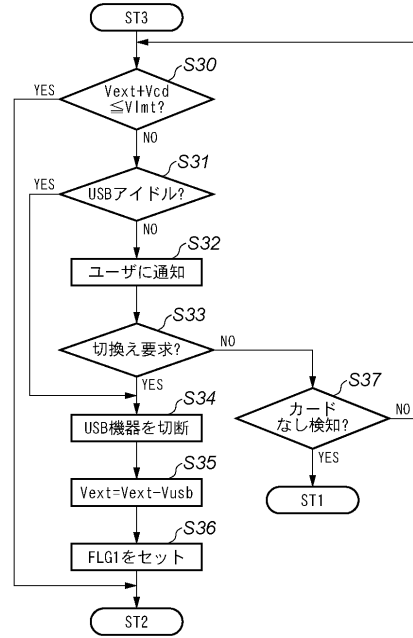 ST3
S30
YES
Vext+Vcd
≦Vlmt?
NO
S31
YES
USBアイドル?
NO
S32
ユーザに通知
S33
切換え要求?
NO
YES
S37
カード
なし検知?
NO
YES
ST1
S34
USB機器を切断
S35
Vext=Vext-Vusb
S36
FLG1をセット
ST2